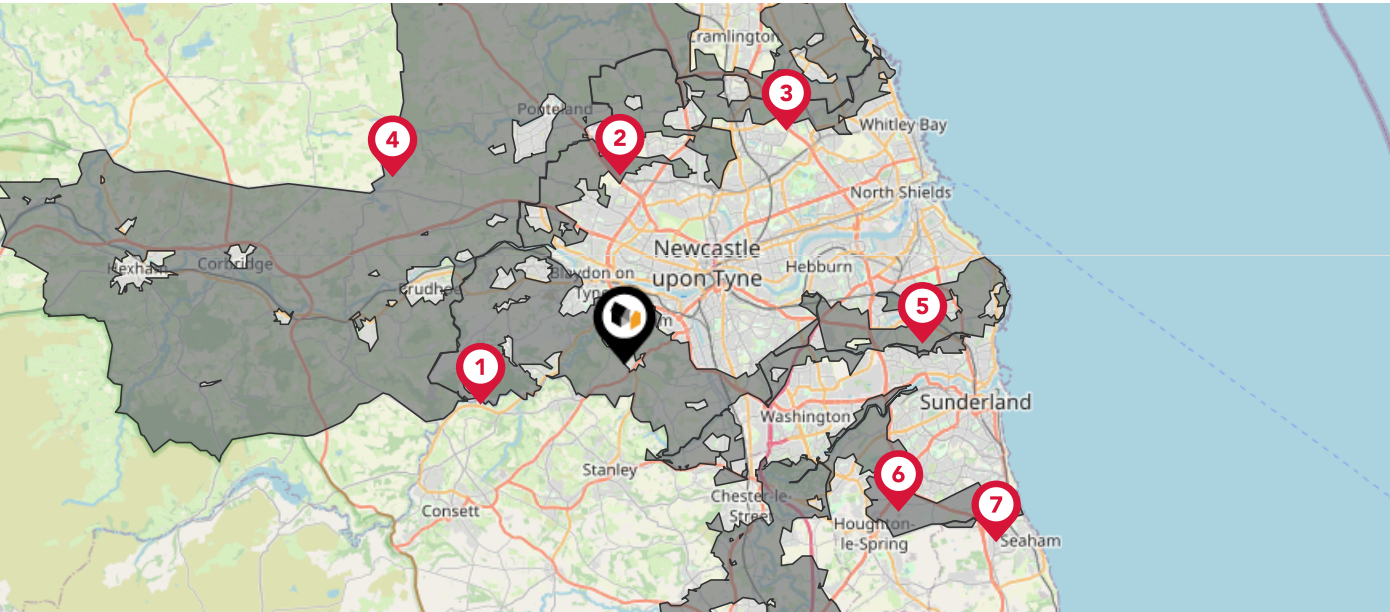 Cramlington
3
Ponteland
4
2
Whitley Bay
North Shields
Newcastle
upon Tyne
Hebburn
Hexham
Corbridge
Blaydon on
Tyne
Prudhoe
5
1
Washington
Sunderland
Stanley
6
Consett
Chester-le-
Street
7
Houghton-
le-Spring
Seaham